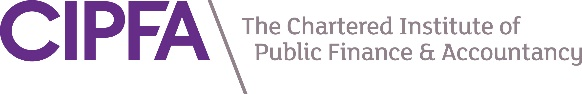 CIPFA
The Chartered Institute of
Public Finance & Accountancy